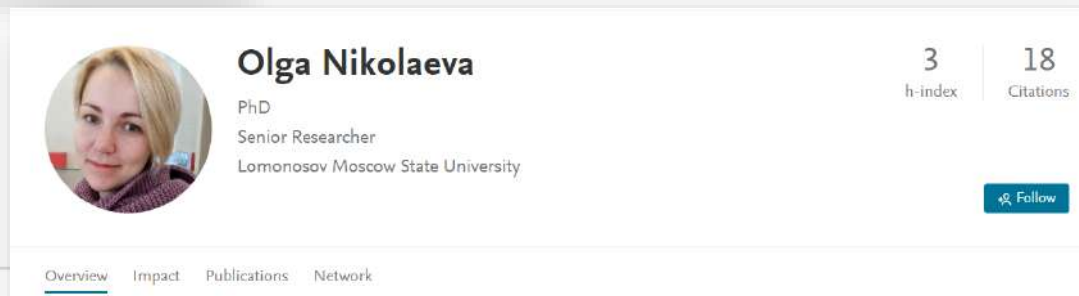 Olga Nikolaeva
PhD
Senior Researcher
Lomonosov Moscow State University
3
h-index
18
Citations
Follow
Overview Impact Publications Network